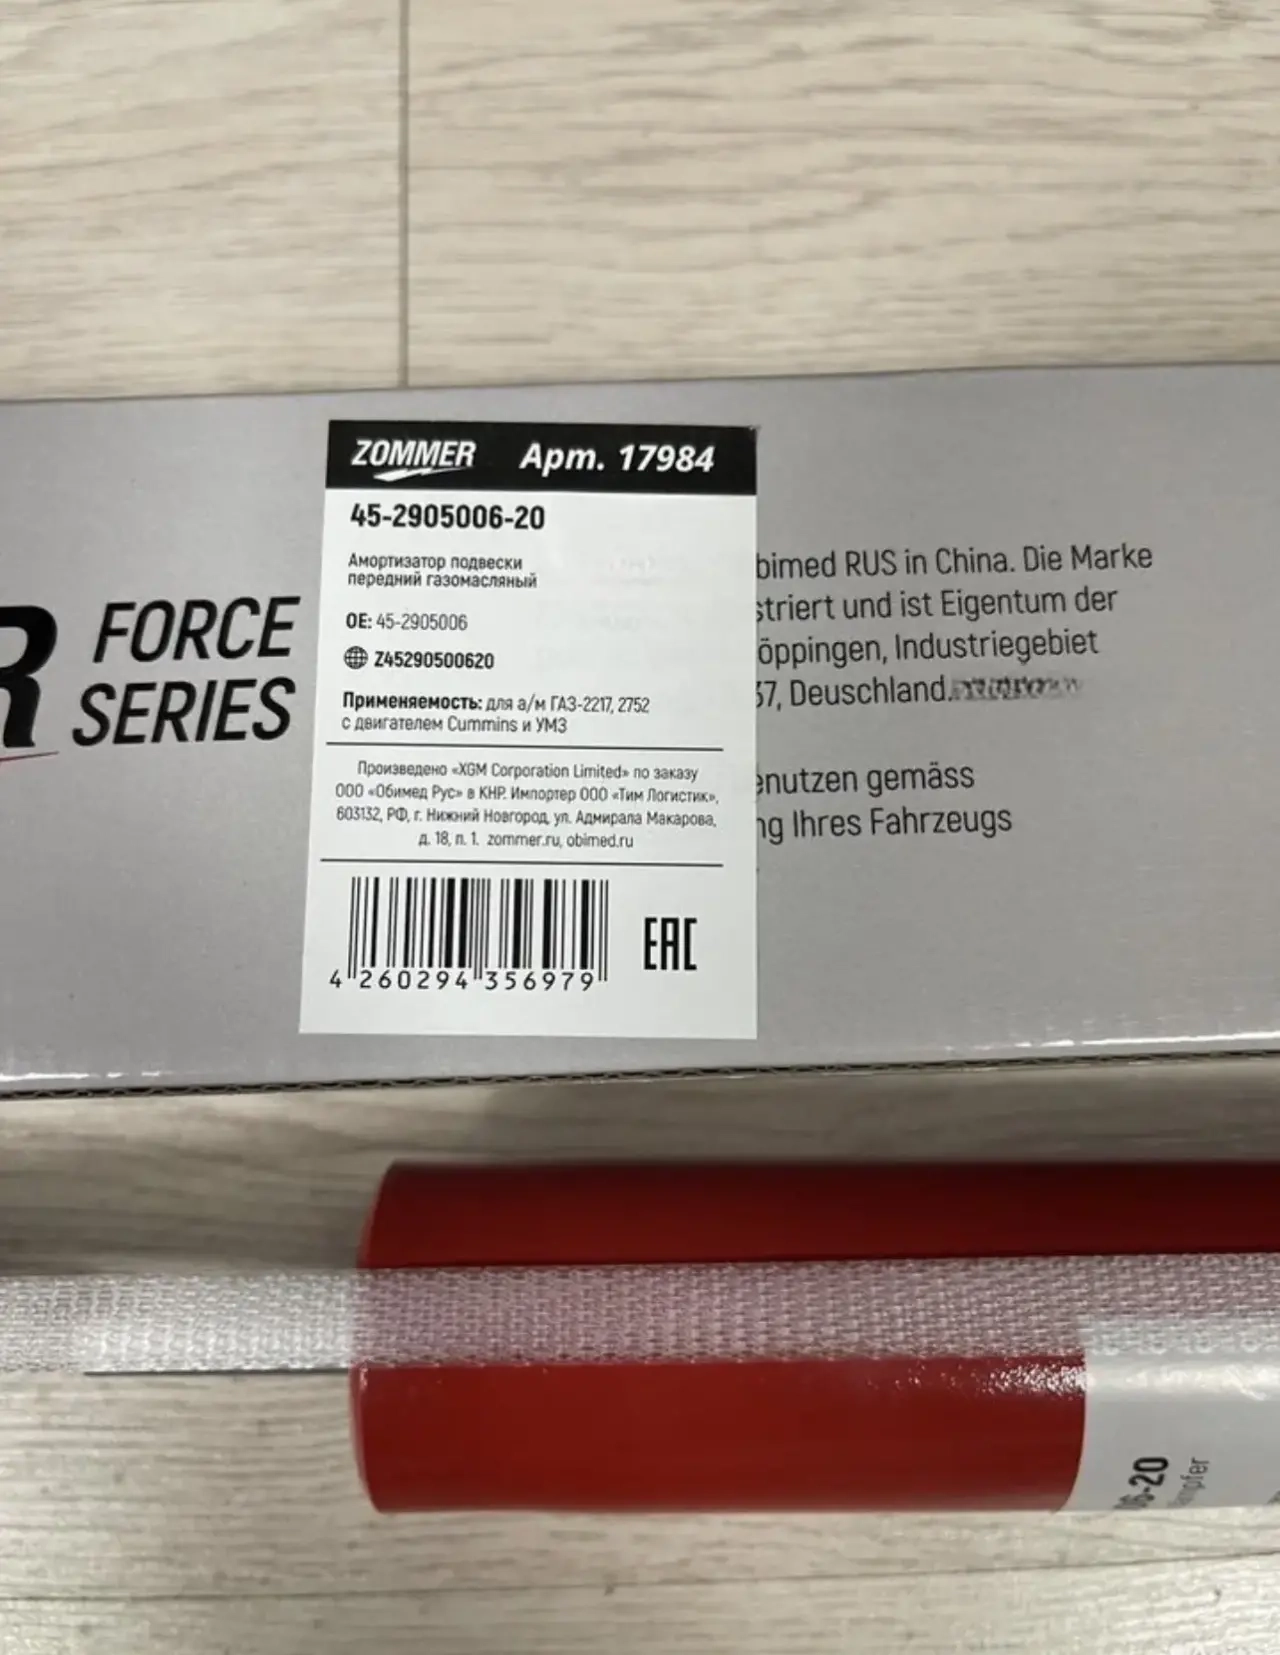 ZOMMER Арт. 17984
45-2905006-20
Амортизатор подвески
передний газомасляный
OE: 45-2905006
Z45290500620
Применяемость: для а/м ГАЗ-2217, 2752
с двигателем Cummins и УМЗ
Произведено «XGM Corporation Limited» по заказу
ООО «Обимед Рус» в КНР. Импортер ООО «Тим Логистик»,
603132, РФ, г. Нижний Новгород, ул. Адмирала Макарова,
д. 18, п. 1. zommer.ru, obimed.ru
4 260294 356979
EAC
R FORCE
SERIES
bimed RUS in China. Die Marke
striert und ist Eigentum der
öppingen, Industriegebiet
37, Deuschland.
enutzen gemäss
ng Ihres Fahrzeugs
06-20
ämpfer